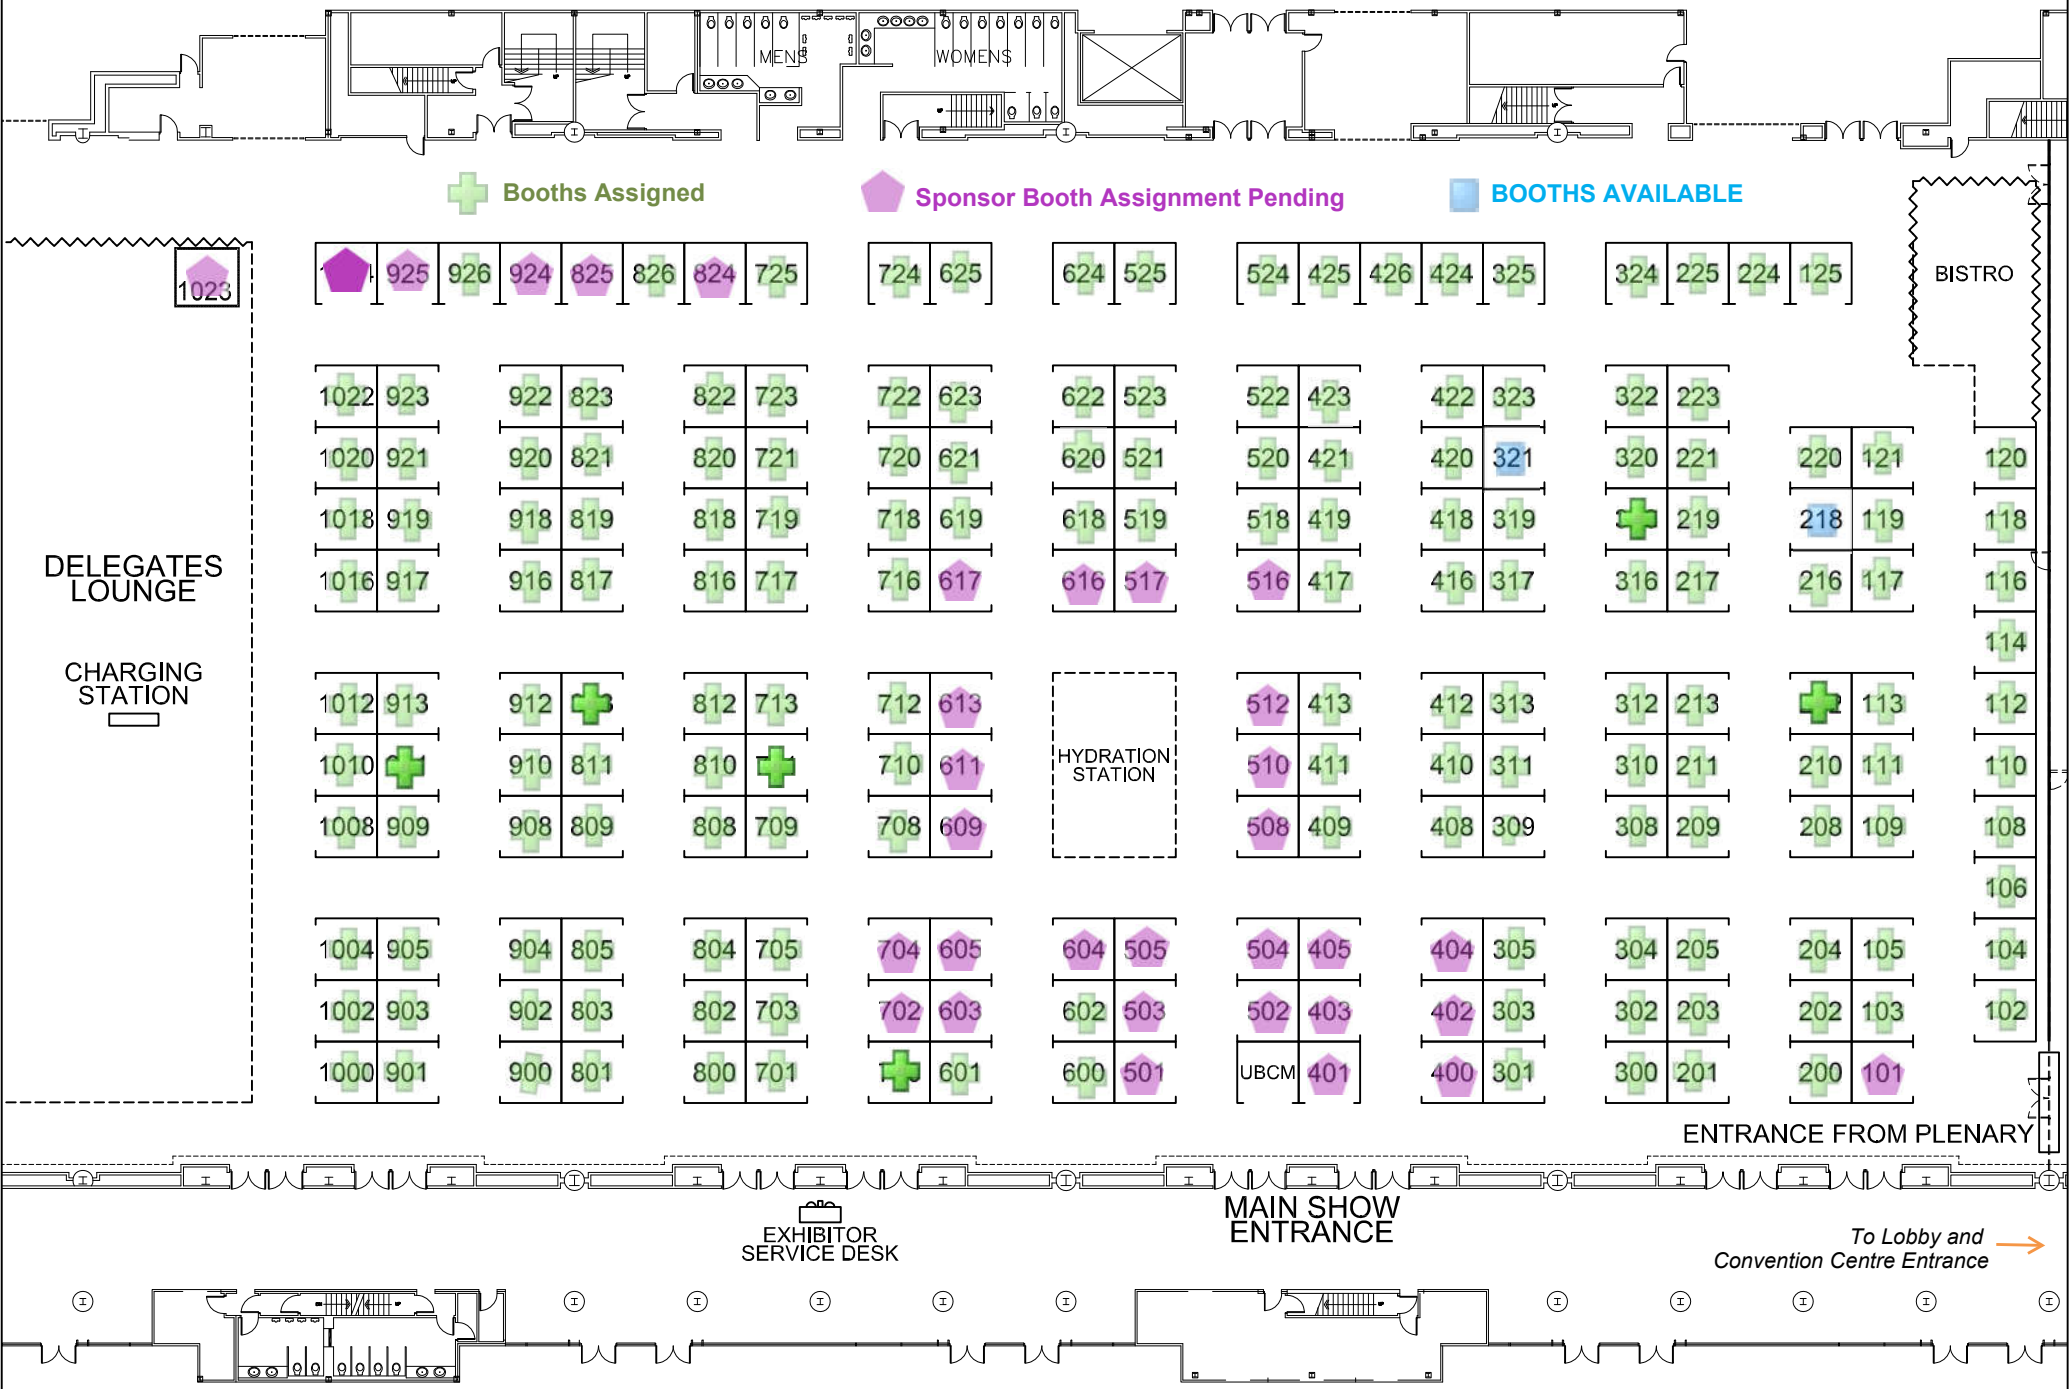 MENS
WOMENS
Booths Assigned
Sponsor Booth Assignment Pending
BOOTHS AVAILABLE
1023
925 926 924 825 826 824 725 724 625 624 525 524 425 426 424 325 324 225 224 125
BISTRO
1022 923 922 823 822 723 722 623 622 523 522 423 422 323 322 223
1020 921 920 821 820 721 720 621 620 521 520 421 420 321 320 221 220 121 120
1018 919 918 819 818 719 718 619 618 519 518 419 418 319 219 218 119 118
1016 917 916 817 816 717 716 617 616 517 516 417 416 317 316 217 216 117 116
DELEGATES
LOUNGE
114
CHARGING
STATION
1012 913 912 812 713 712 613 512 413 412 313 312 213 113 112
HYDRATION
STATION
1010 910 811 810 710 611 510 411 410 311 310 211 210 111 110
1008 909 908 809 808 709 708 609 508 409 408 309 308 209 208 109 108
106
1004 905 904 805 804 705 704 605 604 505 504 405 404 305 304 205 204 105 104
1002 903 902 803 802 703 702 603 602 503 502 403 402 303 302 203 202 103 102
1000 901 900 801 800 701 601 600 501 UBCM 401 400 301 300 201 200 101
ENTRANCE FROM PLENARY
MAIN SHOW
ENTRANCE
EXHIBITOR
SERVICE DESK
To Lobby and
Convention Centre Entrance